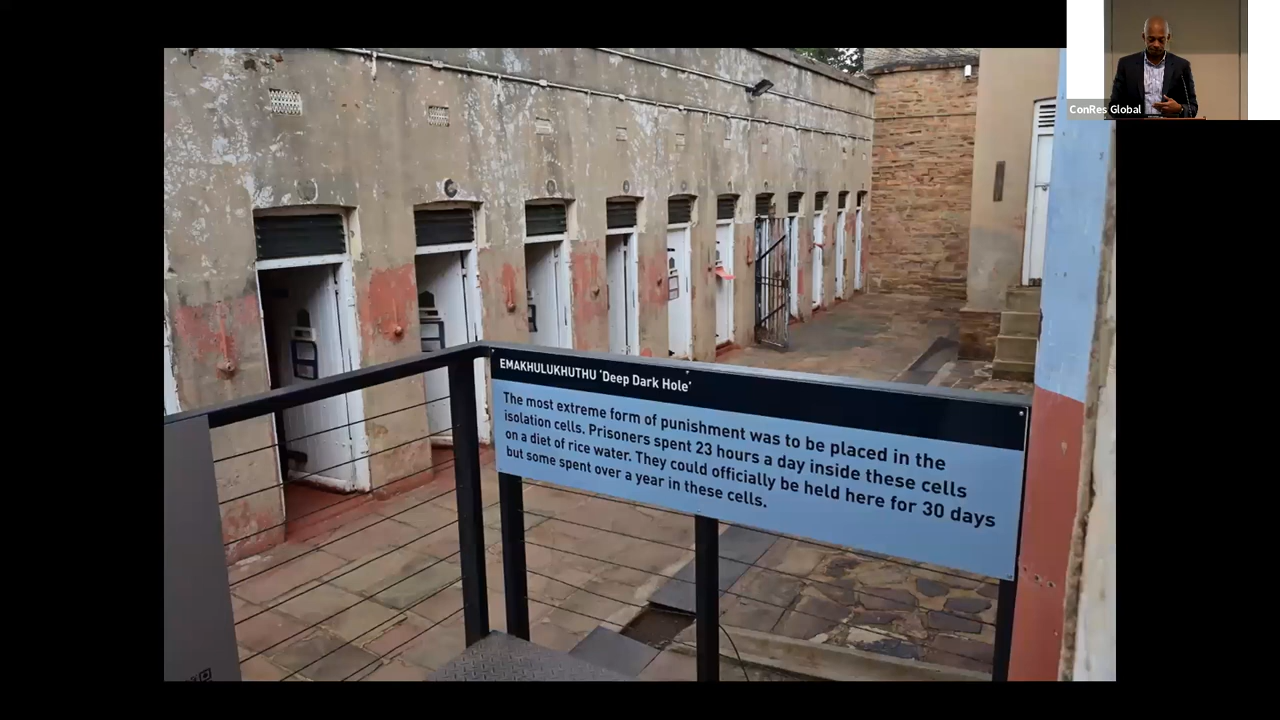 ConRes Global
EMAKHULUKHUTHU 'Deep Dark Hole'
The most extreme form of punishment was to be placed in the
isolation cells. Prisoners spent 23 hours a day inside these cells
on a diet of rice water. They could officially be held here for 30 days
but some spent over a year in these cells.